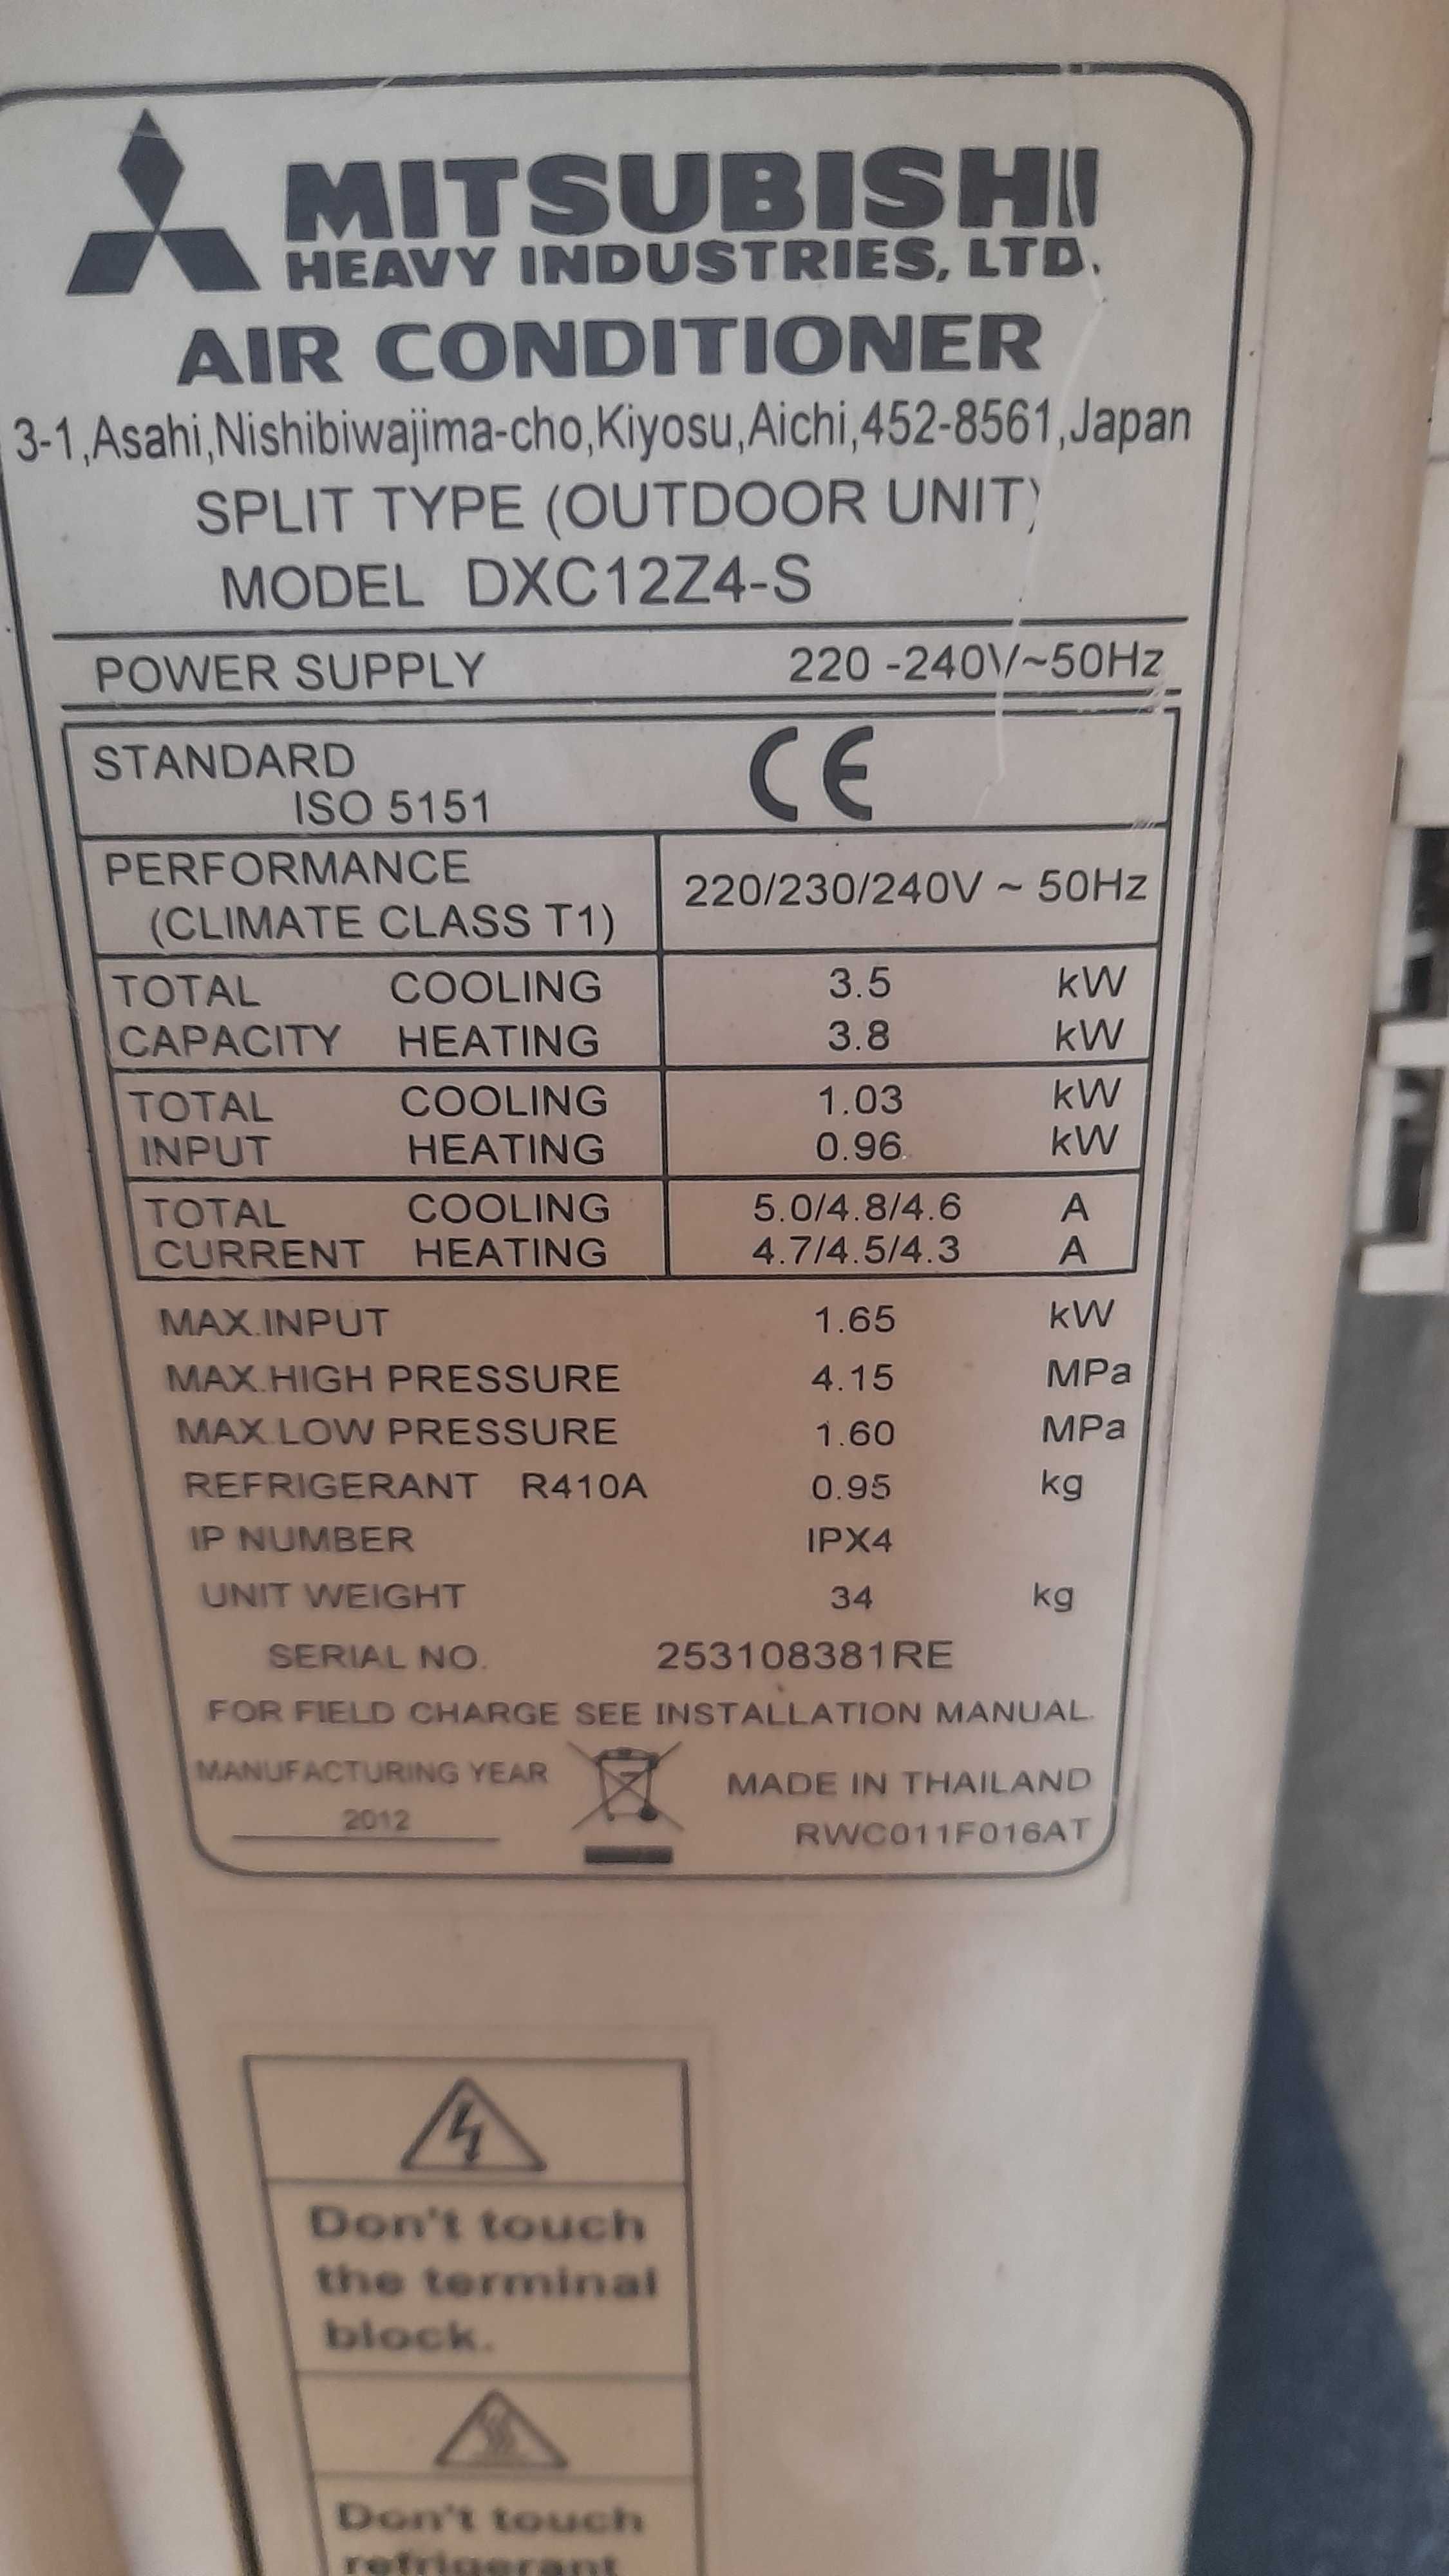 MITSUBISHI
HEAVY INDUSTRIES, LTD.
AIR CONDITIONER
3-1,Asahi,Nishibiwajima-cho,Kiyosu,Aichi,452-8561,Japan
SPLIT TYPE (OUTDOOR UNIT)
MODEL DXC12Z4-S
POWER SUPPLY 220 -240V~50Hz
STANDARD
ISO 5151 CE
PERFORMANCE
(CLIMATE CLASS T1) 220/230/240V ~ 50Hz
TOTAL COOLING 3.5 kW
CAPACITY HEATING 3.8 kW
TOTAL COOLING 1.03 kW
INPUT HEATING 0.96 kW
TOTAL COOLING 5.0/4.8/4.6 A
CURRENT HEATING 4.7/4.5/4.3 A
MAX.INPUT 1.65 kW
MAX.HIGH PRESSURE 4.15 MPa
MAX.LOW PRESSURE 1.60 MPa
REFRIGERANT R410A 0.95 kg
IP NUMBER IPX4
UNIT WEIGHT 34 kg
SERIAL NO. 253108381RE
FOR FIELD CHARGE SEE INSTALLATION MANUAL.
MANUFACTURING YEAR
2012
MADE IN THAILAND
RWC011F016AT
Don't touch
the terminal
block.
Don't touch
refrigerant